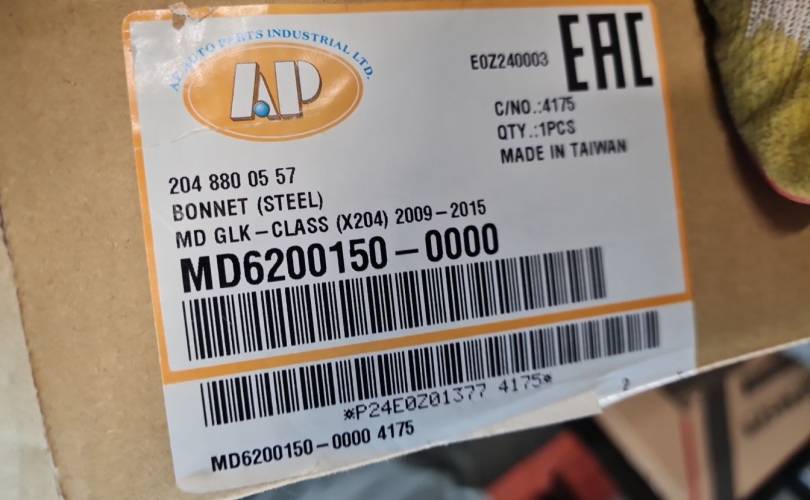 AP AUTO PARTS INDUSTRIAL LTD.
AP
E0Z240003
EAC
C/NO.:4175
QTY.:1PCS
MADE IN TAIWAN
204 880 05 57
BONNET (STEEL)
MD GLK-CLASS (X204) 2009-2015
MD6200150-0000
*P24E0Z01377 4175*
2
MD6200150-0000 4175